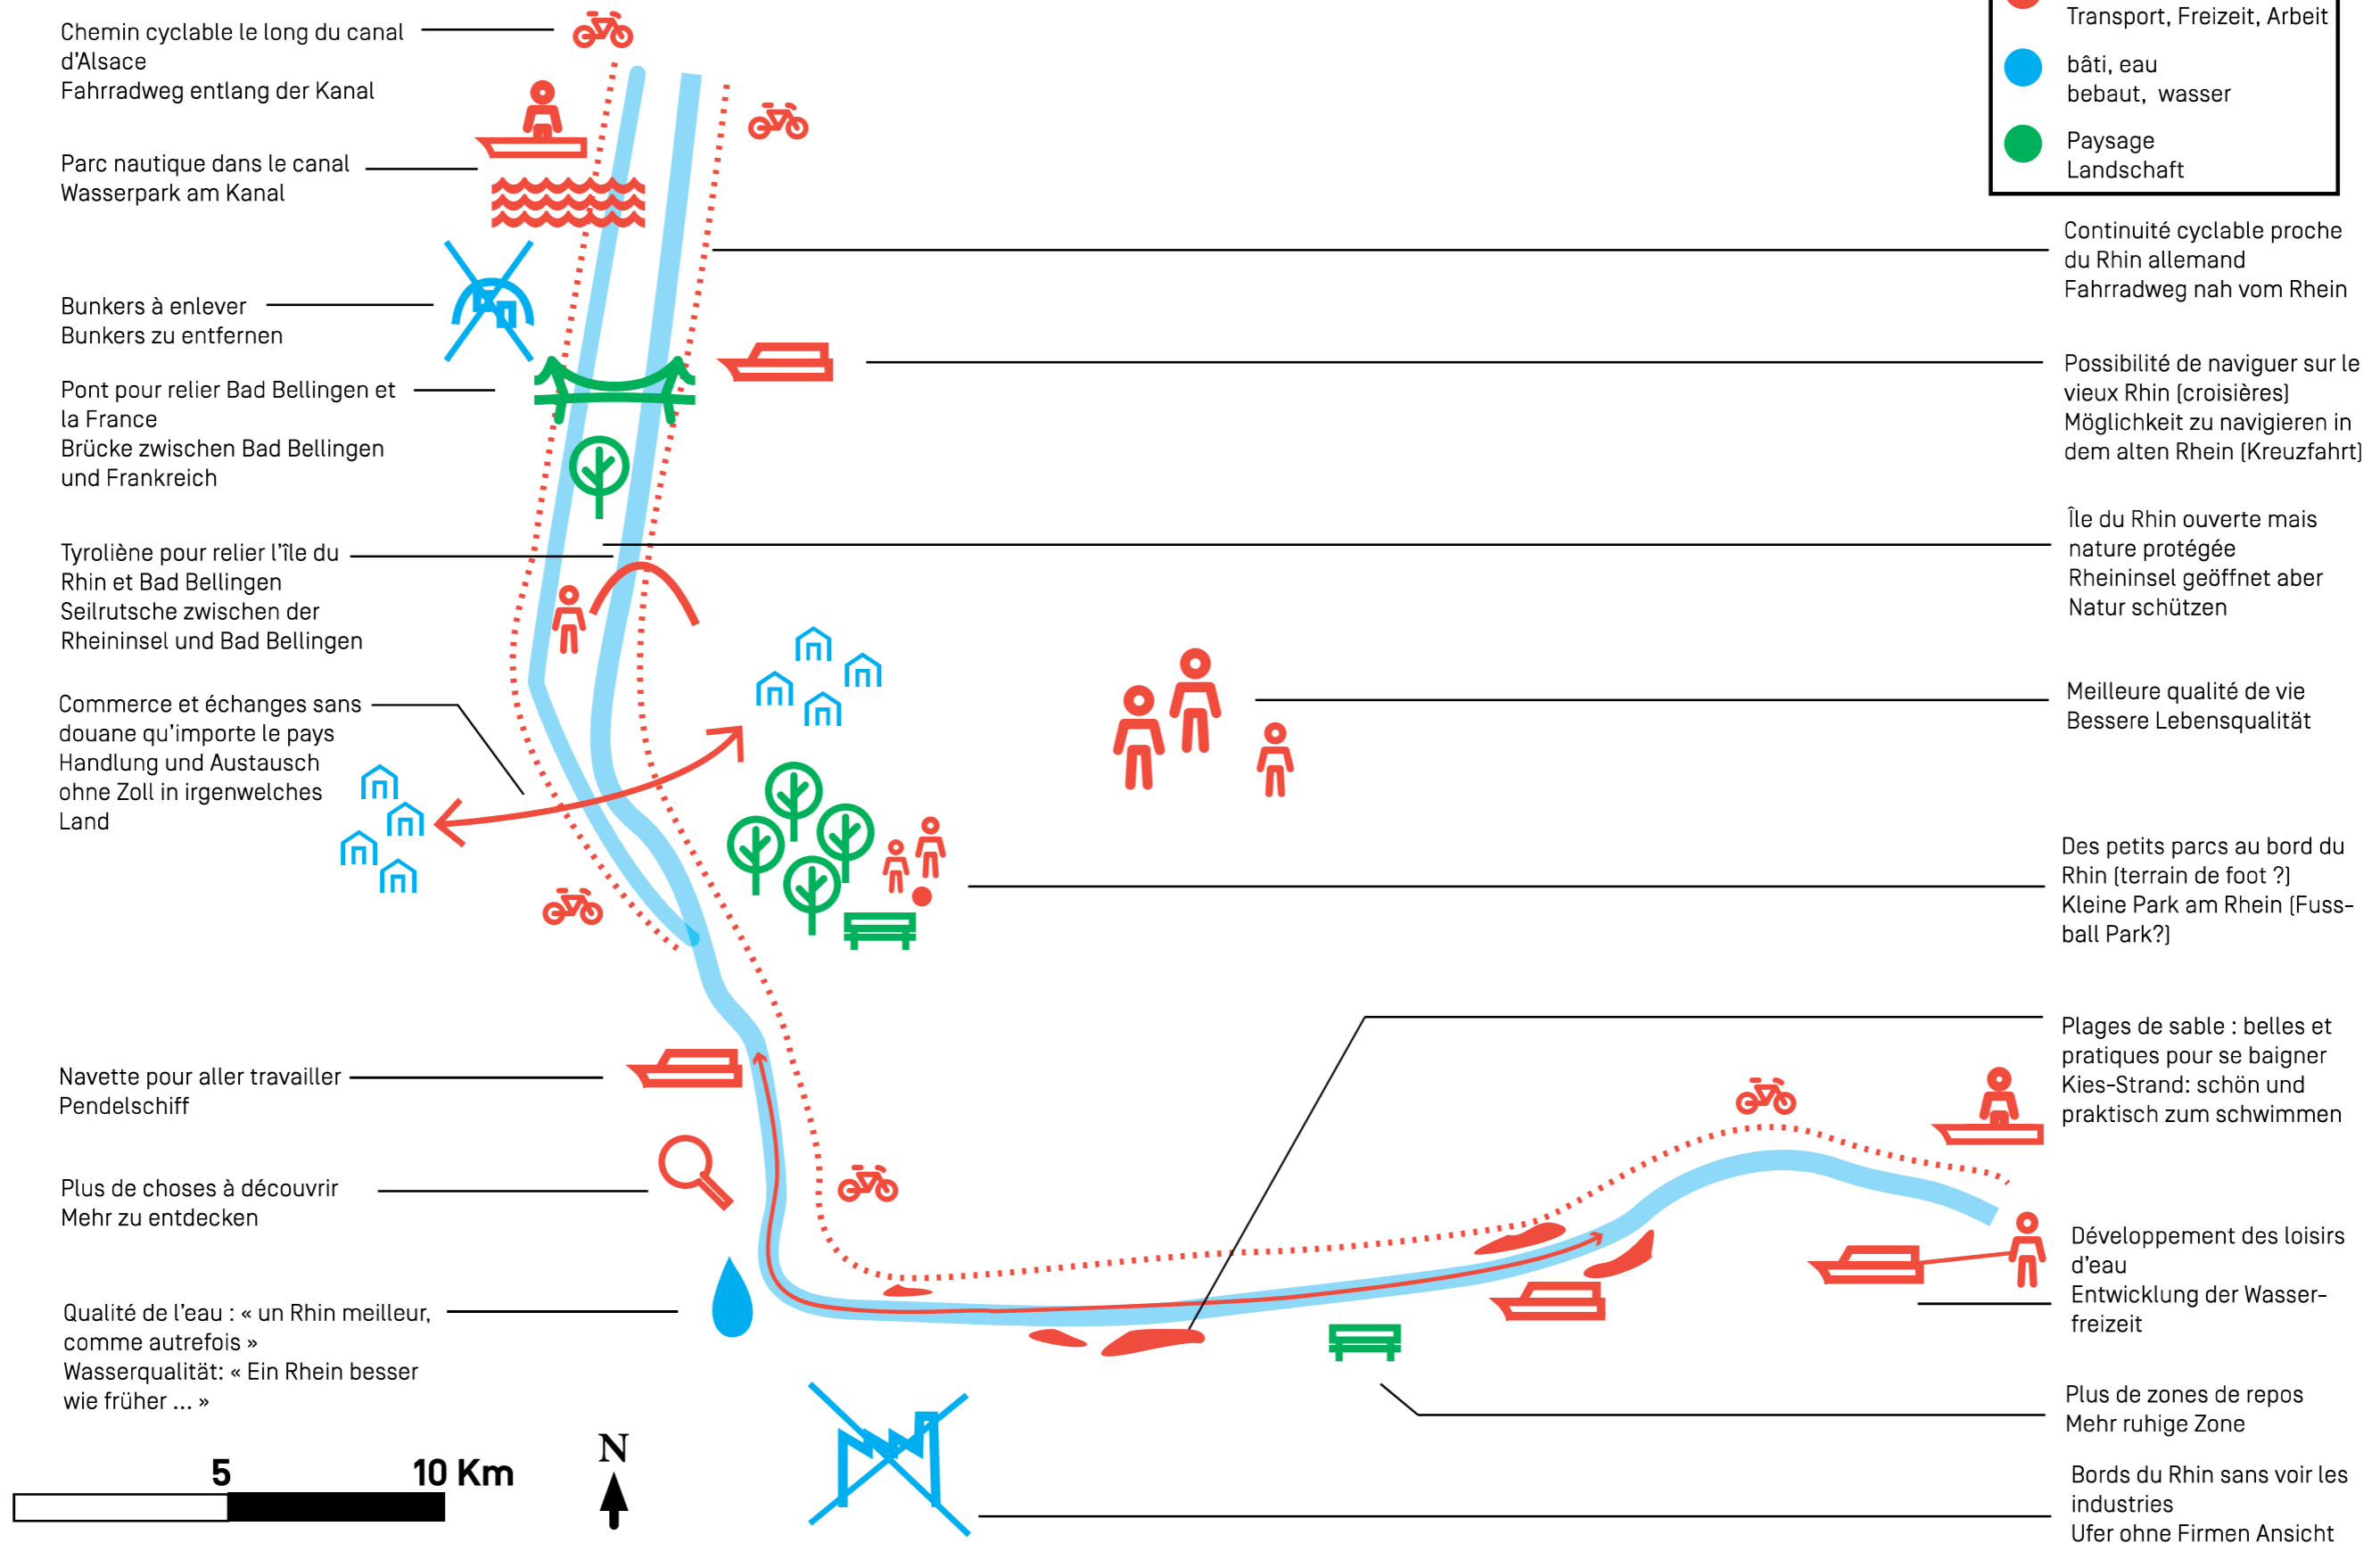 Chemin cyclable le long du canal
d'Alsace
Fahrradweg entlang der Kanal
Parc nautique dans le canal
Wasserpark am Kanal
Bunkers à enlever
Bunkers zu entfernen
Pont pour relier Bad Bellingen et
la France
Brücke zwischen Bad Bellingen
und Frankreich
Tyroliène pour relier l'île du
Rhin et Bad Bellingen
Seilrutsche zwischen der
Rheininsel und Bad Bellingen
Commerce et échanges sans
douane qu'importe le pays
Handlung und Austausch
ohne Zoll in irgenwelches
Land
Navette pour aller travailler
Pendelschiff
Plus de choses à découvrir
Mehr zu entdecken
Qualité de l'eau : « un Rhin meilleur,
comme autrefois »
Wasserqualität: « Ein Rhein besser
wie früher ... »
5 10 Km
N
Transport, Freizeit, Arbeit
bâti, eau
bebaut, wasser
Paysage
Landschaft
Continuité cyclable proche
du Rhin allemand
Fahrradweg nah vom Rhein
Possibilité de naviguer sur le
vieux Rhin (croisières)
Möglichkeit zu navigieren in
dem alten Rhein (Kreuzfahrt)
Île du Rhin ouverte mais
nature protégée
Rheininsel geöffnet aber
Natur schützen
Meilleure qualité de vie
Bessere Lebensqualität
Des petits parcs au bord du
Rhin (terrain de foot ?)
Kleine Park am Rhein (Fuss-
ball Park?)
Plages de sable : belles et
pratiques pour se baigner
Kies-Strand: schön und
praktisch zum schwimmen
Développement des loisirs
d'eau
Entwicklung der Wasser-
freizeit
Plus de zones de repos
Mehr ruhige Zone
Bords du Rhin sans voir les
industries
Ufer ohne Firmen Ansicht